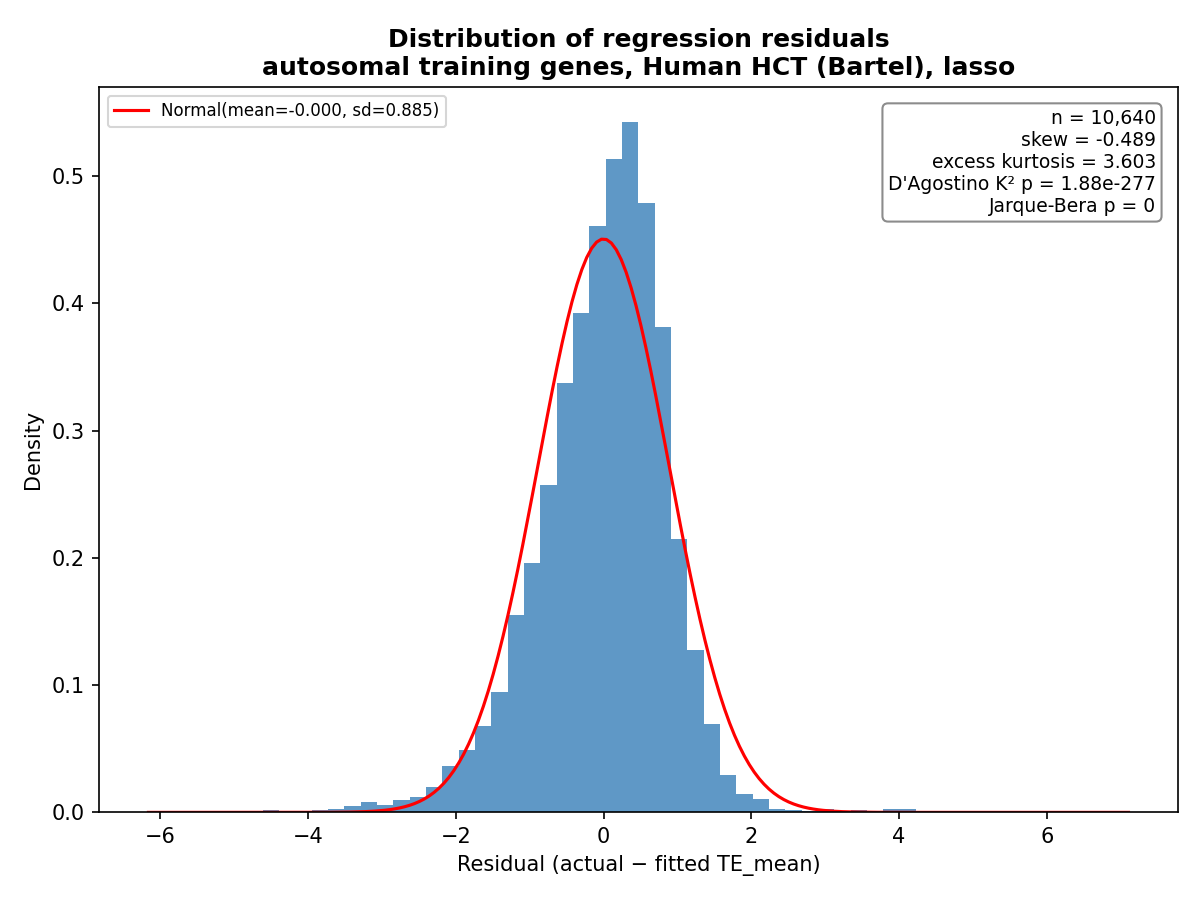 Distribution of regression residuals
autosomal training genes, Human HCT (Bartel), lasso
Normal(mean=-0.000, sd=0.885)
n = 10,640
skew = -0.489
excess kurtosis = 3.603
D'Agostino K² p = 1.88e-277
Jarque-Bera p = 0
Density
0.5
0.4
0.3
0.2
0.1
0.0
−6 −4 −2 0 2 4 6
Residual (actual − fitted TE_mean)